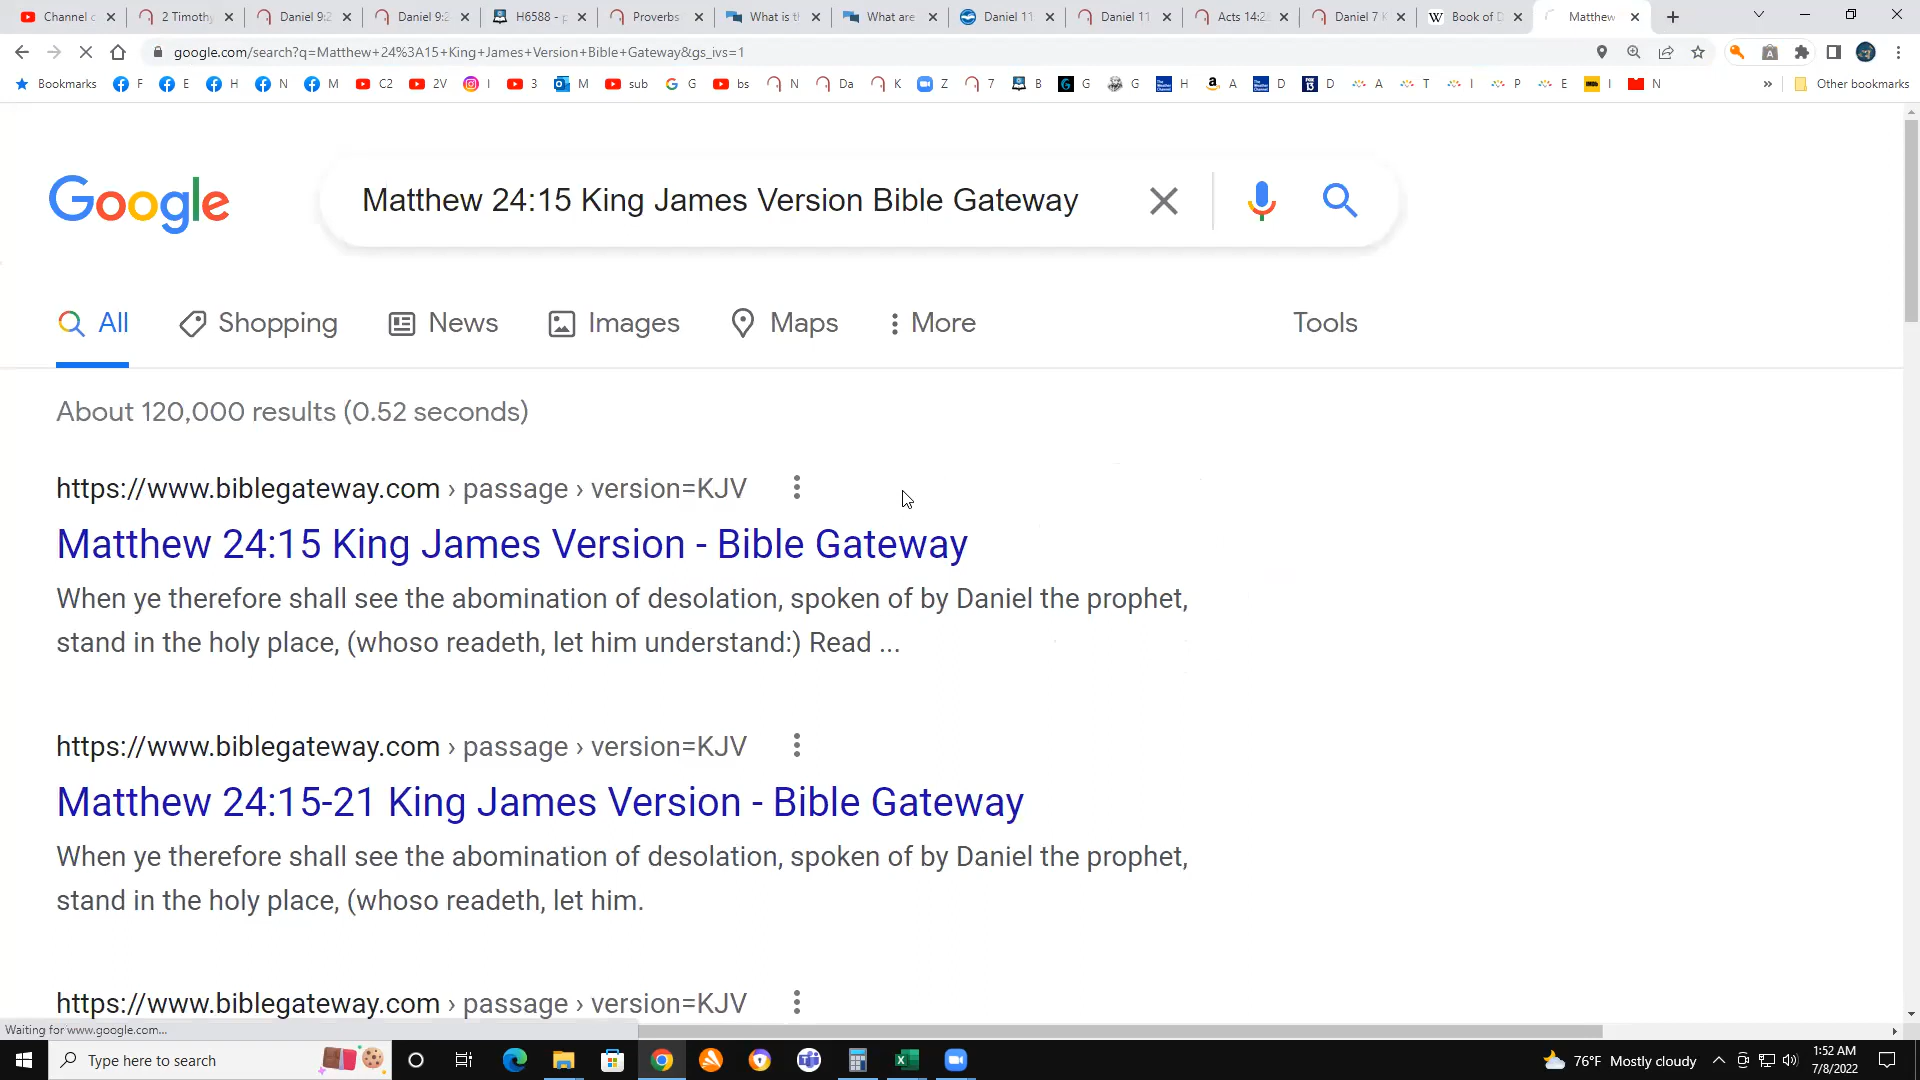 Channel c
2 Timothy
Daniel 9:2
Daniel 9:2
H6588 - p
Proverbs
What is th
What are
Daniel 11
Daniel 11
Acts 14:2
Daniel 7 K
Book of D
Matthew
google.com/search?q=Matthew+24%3A15+King+James+Version+Bible+Gateway&gs_ivs=1
Bookmarks F E H N M C2 2V I 3 M sub G bs N Da K Z 7 B G G H A D D A T I P E I N » Other bookmarks
Google
Matthew 24:15 King James Version Bible Gateway
All Shopping News Images Maps More Tools
About 120,000 results (0.52 seconds)
https://www.biblegateway.com › passage › version=KJV
Matthew 24:15 King James Version - Bible Gateway
When ye therefore shall see the abomination of desolation, spoken of by Daniel the prophet,
stand in the holy place, (whoso readeth, let him understand:) Read ...
https://www.biblegateway.com › passage › version=KJV
Matthew 24:15-21 King James Version - Bible Gateway
When ye therefore shall see the abomination of desolation, spoken of by Daniel the prophet,
stand in the holy place, (whoso readeth, let him.
https://www.biblegateway.com › passage › version=KJV
Waiting for www.google.com...
Type here to search
76°F Mostly cloudy
1:52 AM
7/8/2022